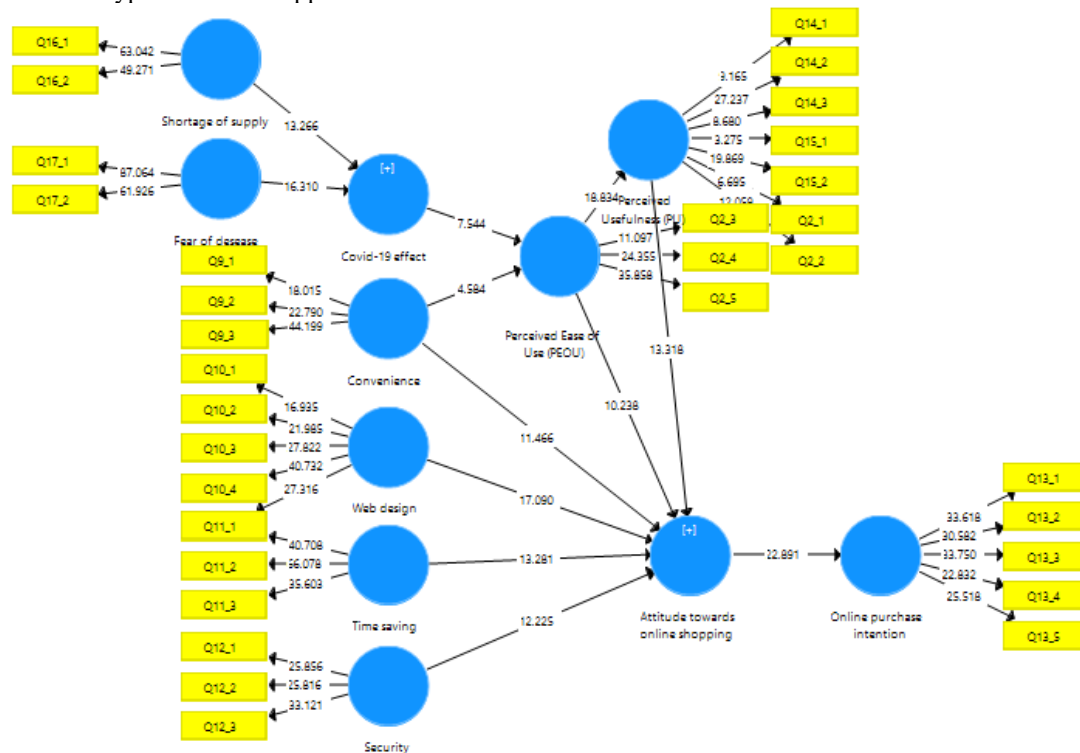 Q16_1
63.042
Q16_2
49.271
Shortage of supply
13.266
Q17_1
87.064
Q17_2
61.926
16.310
Fear of desease
[+]
Covid-19 effect
7.544
Q9_1
18.015
Q9_2
22.790
Q9_3
44.199
4.584
Convenience
11.466
Q10_1
16.935
Q10_2
21.985
Q10_3
27.822
Q10_4
40.732
27.316
Web design
17.090
Q11_1
40.708
Q11_2
Q11_3
35.603
13.281
Time saving
Q12_1
25.856
Q12_2
25.816
Q12_3
33.121
12.225
Security
Perceived Ease of
Use (PEOU)
18.834
11.097
Q2_3
24.355
Q2_4
35.858
Q2_5
10.238
Perceived
Usefulness (PU)
13.318
Q14_1
Q14_2
27.237
Q14_3
8.680
Q15_1
3.275
Q15_2
19.869
Q2_1
6.695
Q2_2
12.059
[+]
Attitude towards
online shopping
22.891
Online purchase
intention
Q13_1
33.618
Q13_2
30.582
Q13_3
33.750
Q13_4
22.832
Q13_5
25.518